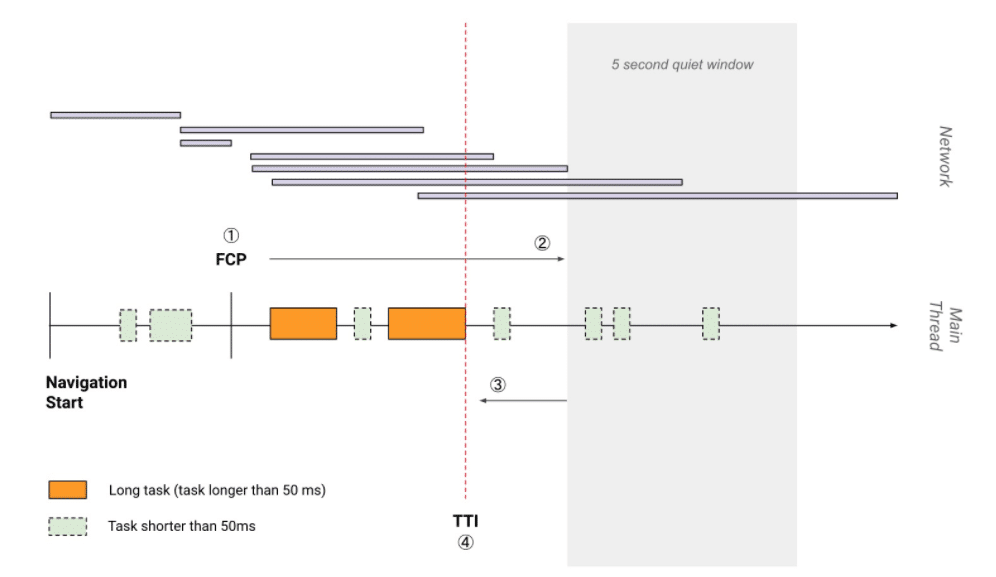 5 second quiet window
Network
①
FCP
②
Main
Thread
Navigation
Start
③
Long task (task longer than 50 ms)
Task shorter than 50ms
TTI
④